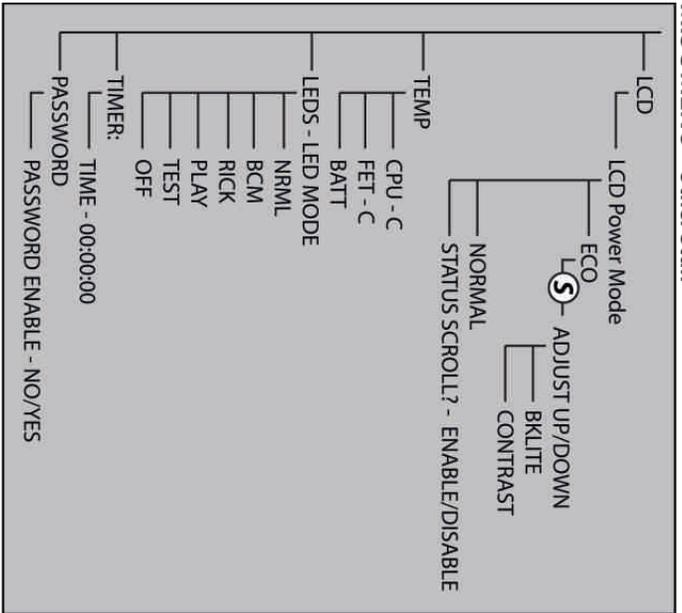 LCD
LCD Power Mode
ECO
S - ADJUST UP/DOWN
BKLITE
CONTRAST
NORMAL
STATUS SCROLL? - ENABLE/DISABLE
TEMP
CPU - C
FET - C
BATT
LEDS - LED MODE
NRML
BCM
RICK
PLAY
TEST
OFF
TIMER:
TIME - 00:00:00
PASSWORD
PASSWORD ENABLE - NO/YES